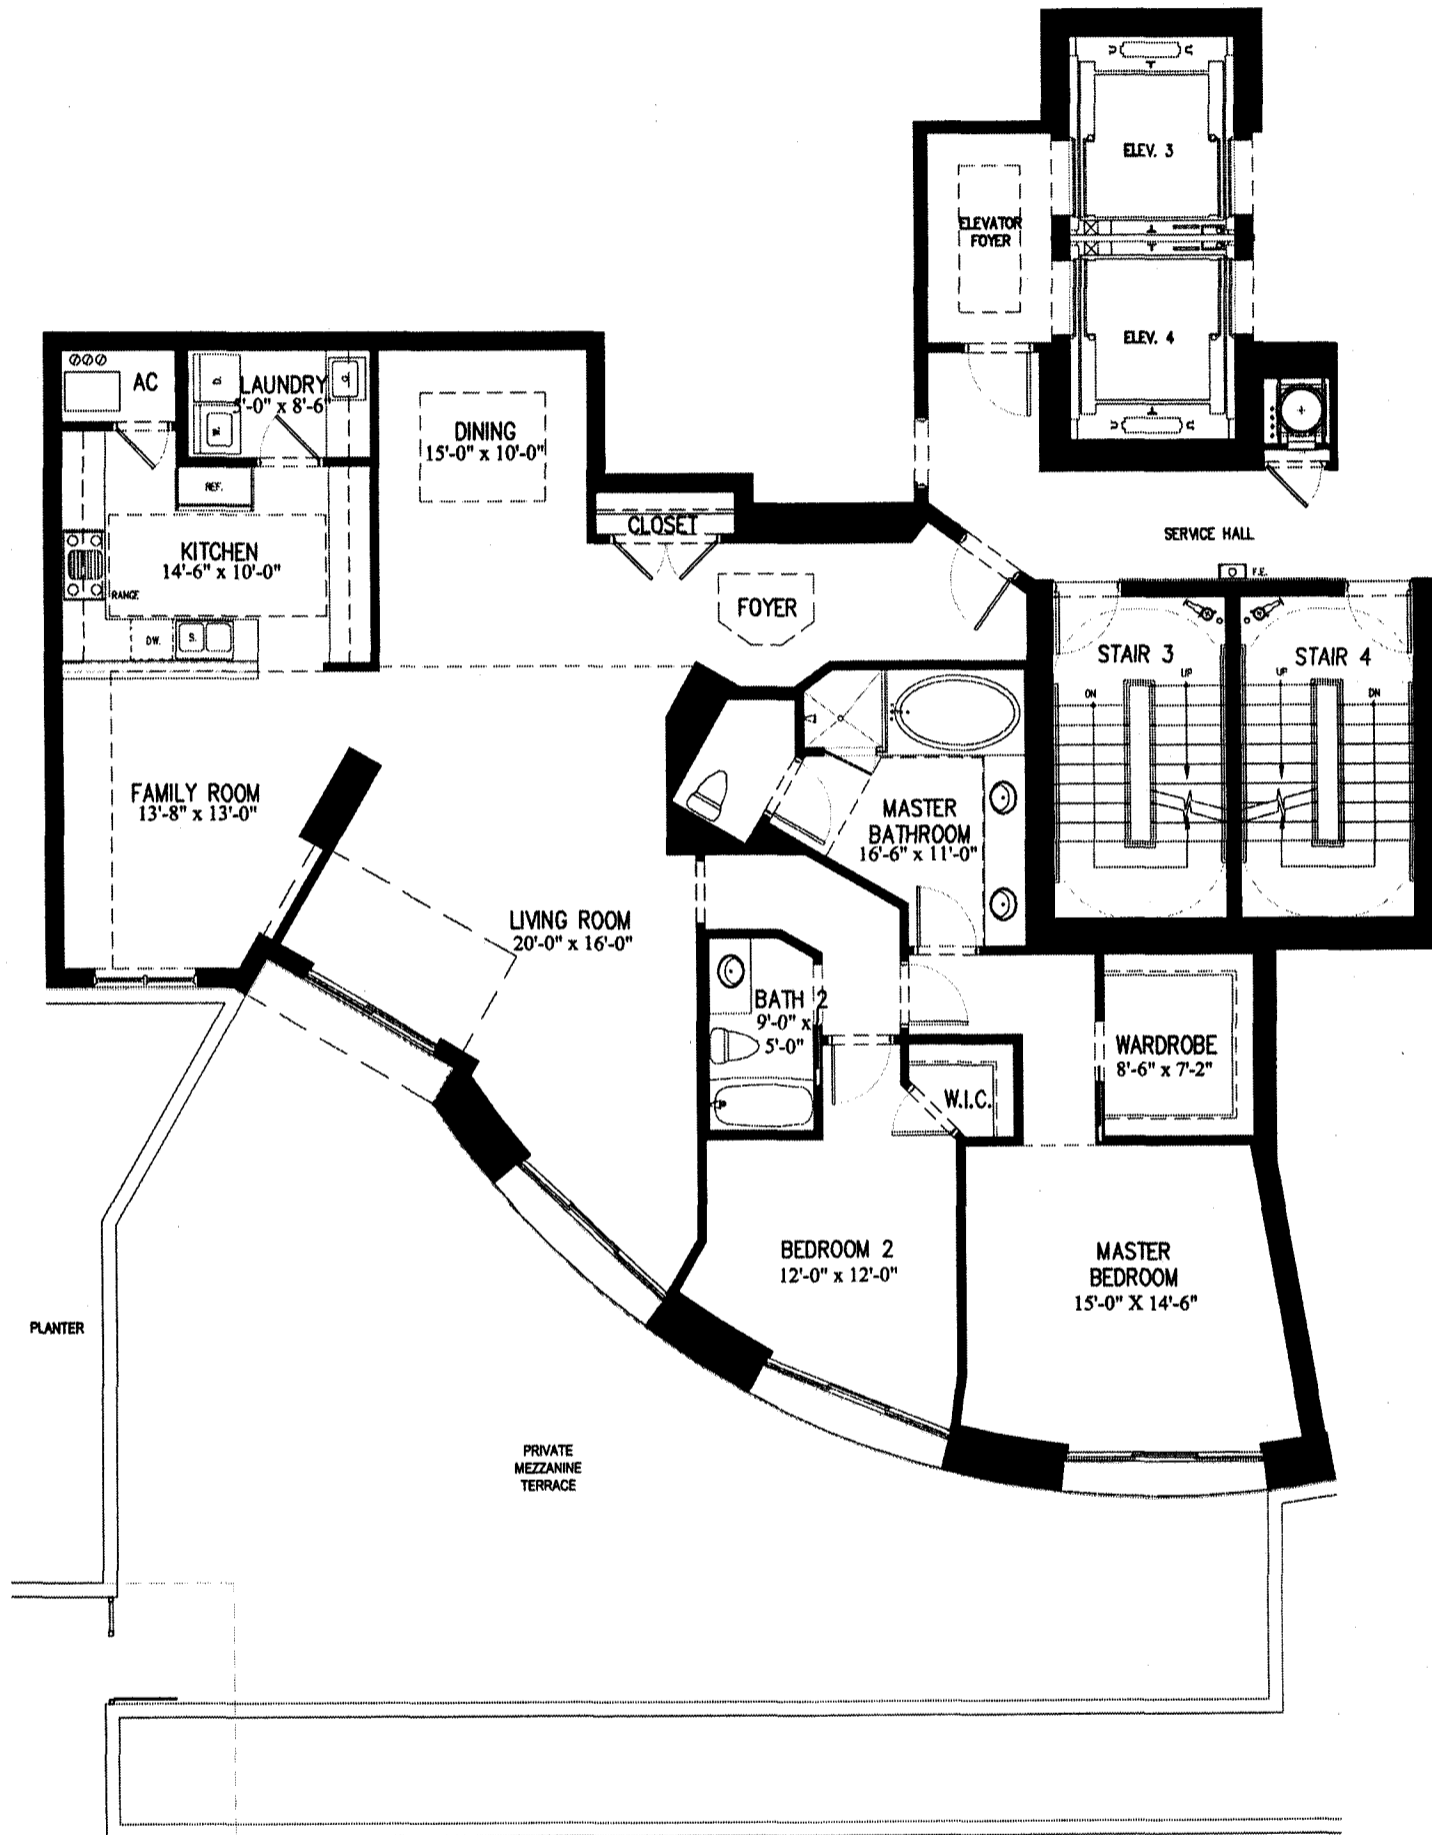 ELEV. 3
ELEVATOR
FOYER
ELEV. 4
AC
D.
LAUNDRY
5'-0" x 8'-6"
W.
DINING
15'-0" x 10'-0"
REF.
CLOSET
SERVICE HALL
KITCHEN
14'-6" x 10'-0"
RANGE
F.E.
FOYER
DW.
S.
STAIR 3
UP
DN
STAIR 4
UP
DN
FAMILY ROOM
13'-8" x 13'-0"
MASTER
BATHROOM
16'-6" x 11'-0"
LIVING ROOM
20'-0" x 16'-0"
BATH 2
9'-0" x
5'-0"
WARDROBE
8'-6" x 7'-2"
W.I.C.
BEDROOM 2
12'-0" x 12'-0"
MASTER
BEDROOM
15'-0" X 14'-6"
PLANTER
PRIVATE
MEZZANINE
TERRACE